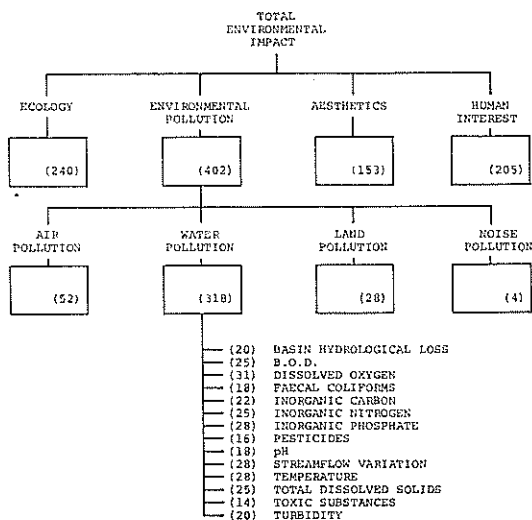 TOTAL
ENVIRONMENTAL
IMPACT
ECOLOGY
ENVIRONMENTAL
POLLUTION
AESTHETICS
HUMAN
INTEREST
(240)
(402)
(153)
(205)
AIR
POLLUTION
WATER
POLLUTION
LAND
POLLUTION
NOISE
POLLUTION
(52)
(318)
(28)
(4)
(20) BASIN HYDROLOGICAL LOSS
(25) B.O.D.
(31) DISSOLVED OXYGEN
(18) FAECAL COLIFORMS
(22) INORGANIC CARBON
(25) INORGANIC NITROGEN
(28) INORGANIC PHOSPHATE
(16) PESTICIDES
(18) pH
(28) STREAMFLOW VARIATION
(28) TEMPERATURE
(25) TOTAL DISSOLVED SOLIDS
(14) TOXIC SUBSTANCES
(20) TURBIDITY